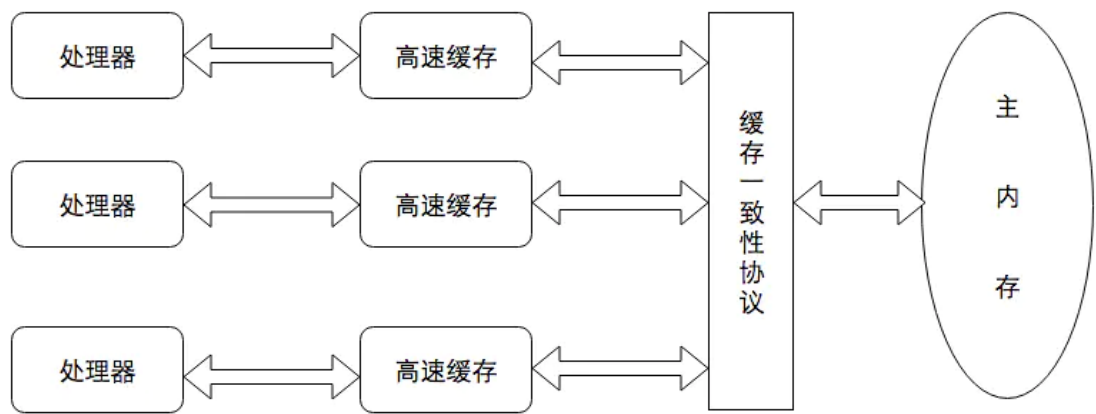 处理器
高速缓存
处理器
高速缓存
处理器
高速缓存
缓存一致性协议
主内存